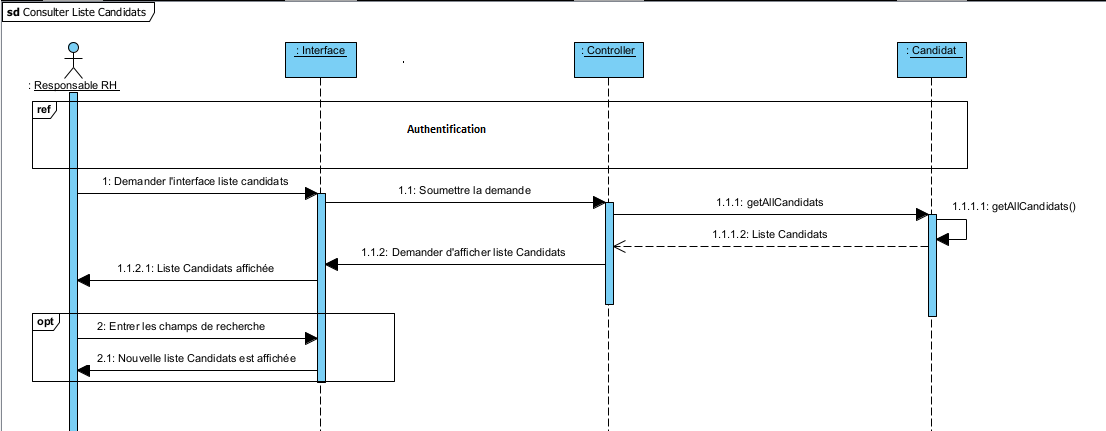 sd Consulter Liste Candidats
: Interface
: Controller
: Candidat
: Responsable RH
ref
Authentification
1: Demander l'interface liste candidats
1.1: Soumettre la demande
1.1.1: getAllCandidats
1.1.1.1: getAllCandidats()
1.1.1.2: Liste Candidats
1.1.2: Demander d'afficher liste Candidats
1.1.2.1: Liste Candidats affichée
opt
2: Entrer les champs de recherche
2.1: Nouvelle liste Candidats est affichée